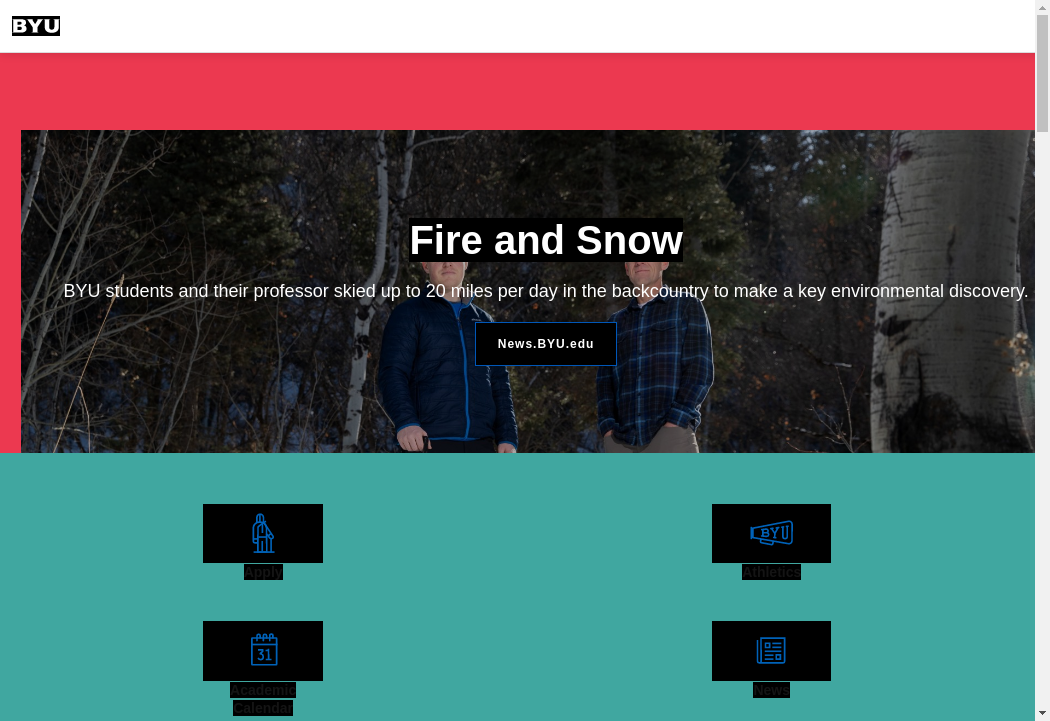 BYU
Fire and Snow
BYU students and their professor skied up to 20 miles per day in the backcountry to make a key environmental discovery.
News.BYU.edu
BYU
Apply
Athletics
31
Academic
Calendar
News